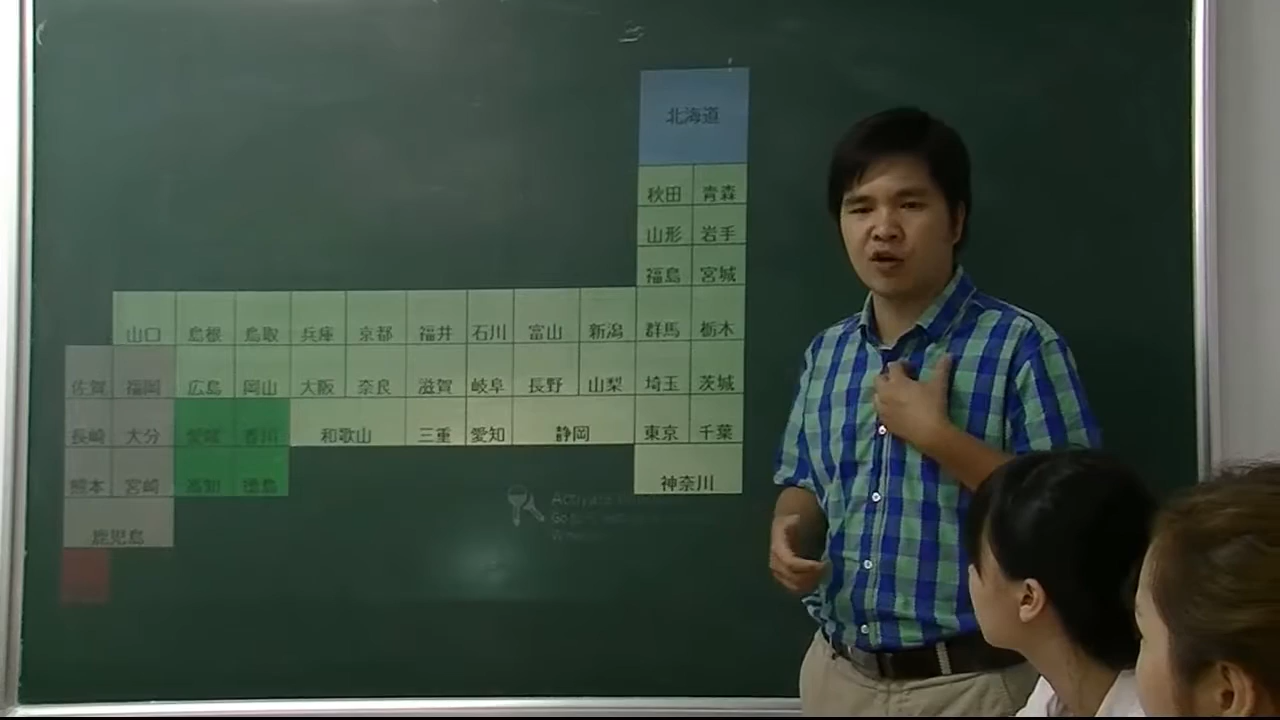 北海道
秋田 青森
山形 岩手
福島 宮城
山口 島根 鳥取 兵庫 京都 福井 石川 富山 新潟 群馬 栃木
佐賀 福岡 広島 岡山 大阪 奈良 滋賀 岐阜 長野 山梨 埼玉 茨城
長崎 大分 愛媛 香川 和歌山 三重 愛知 静岡 東京 千葉
熊本 宮崎 高知 徳島 神奈川
鹿児島
Activate
Go